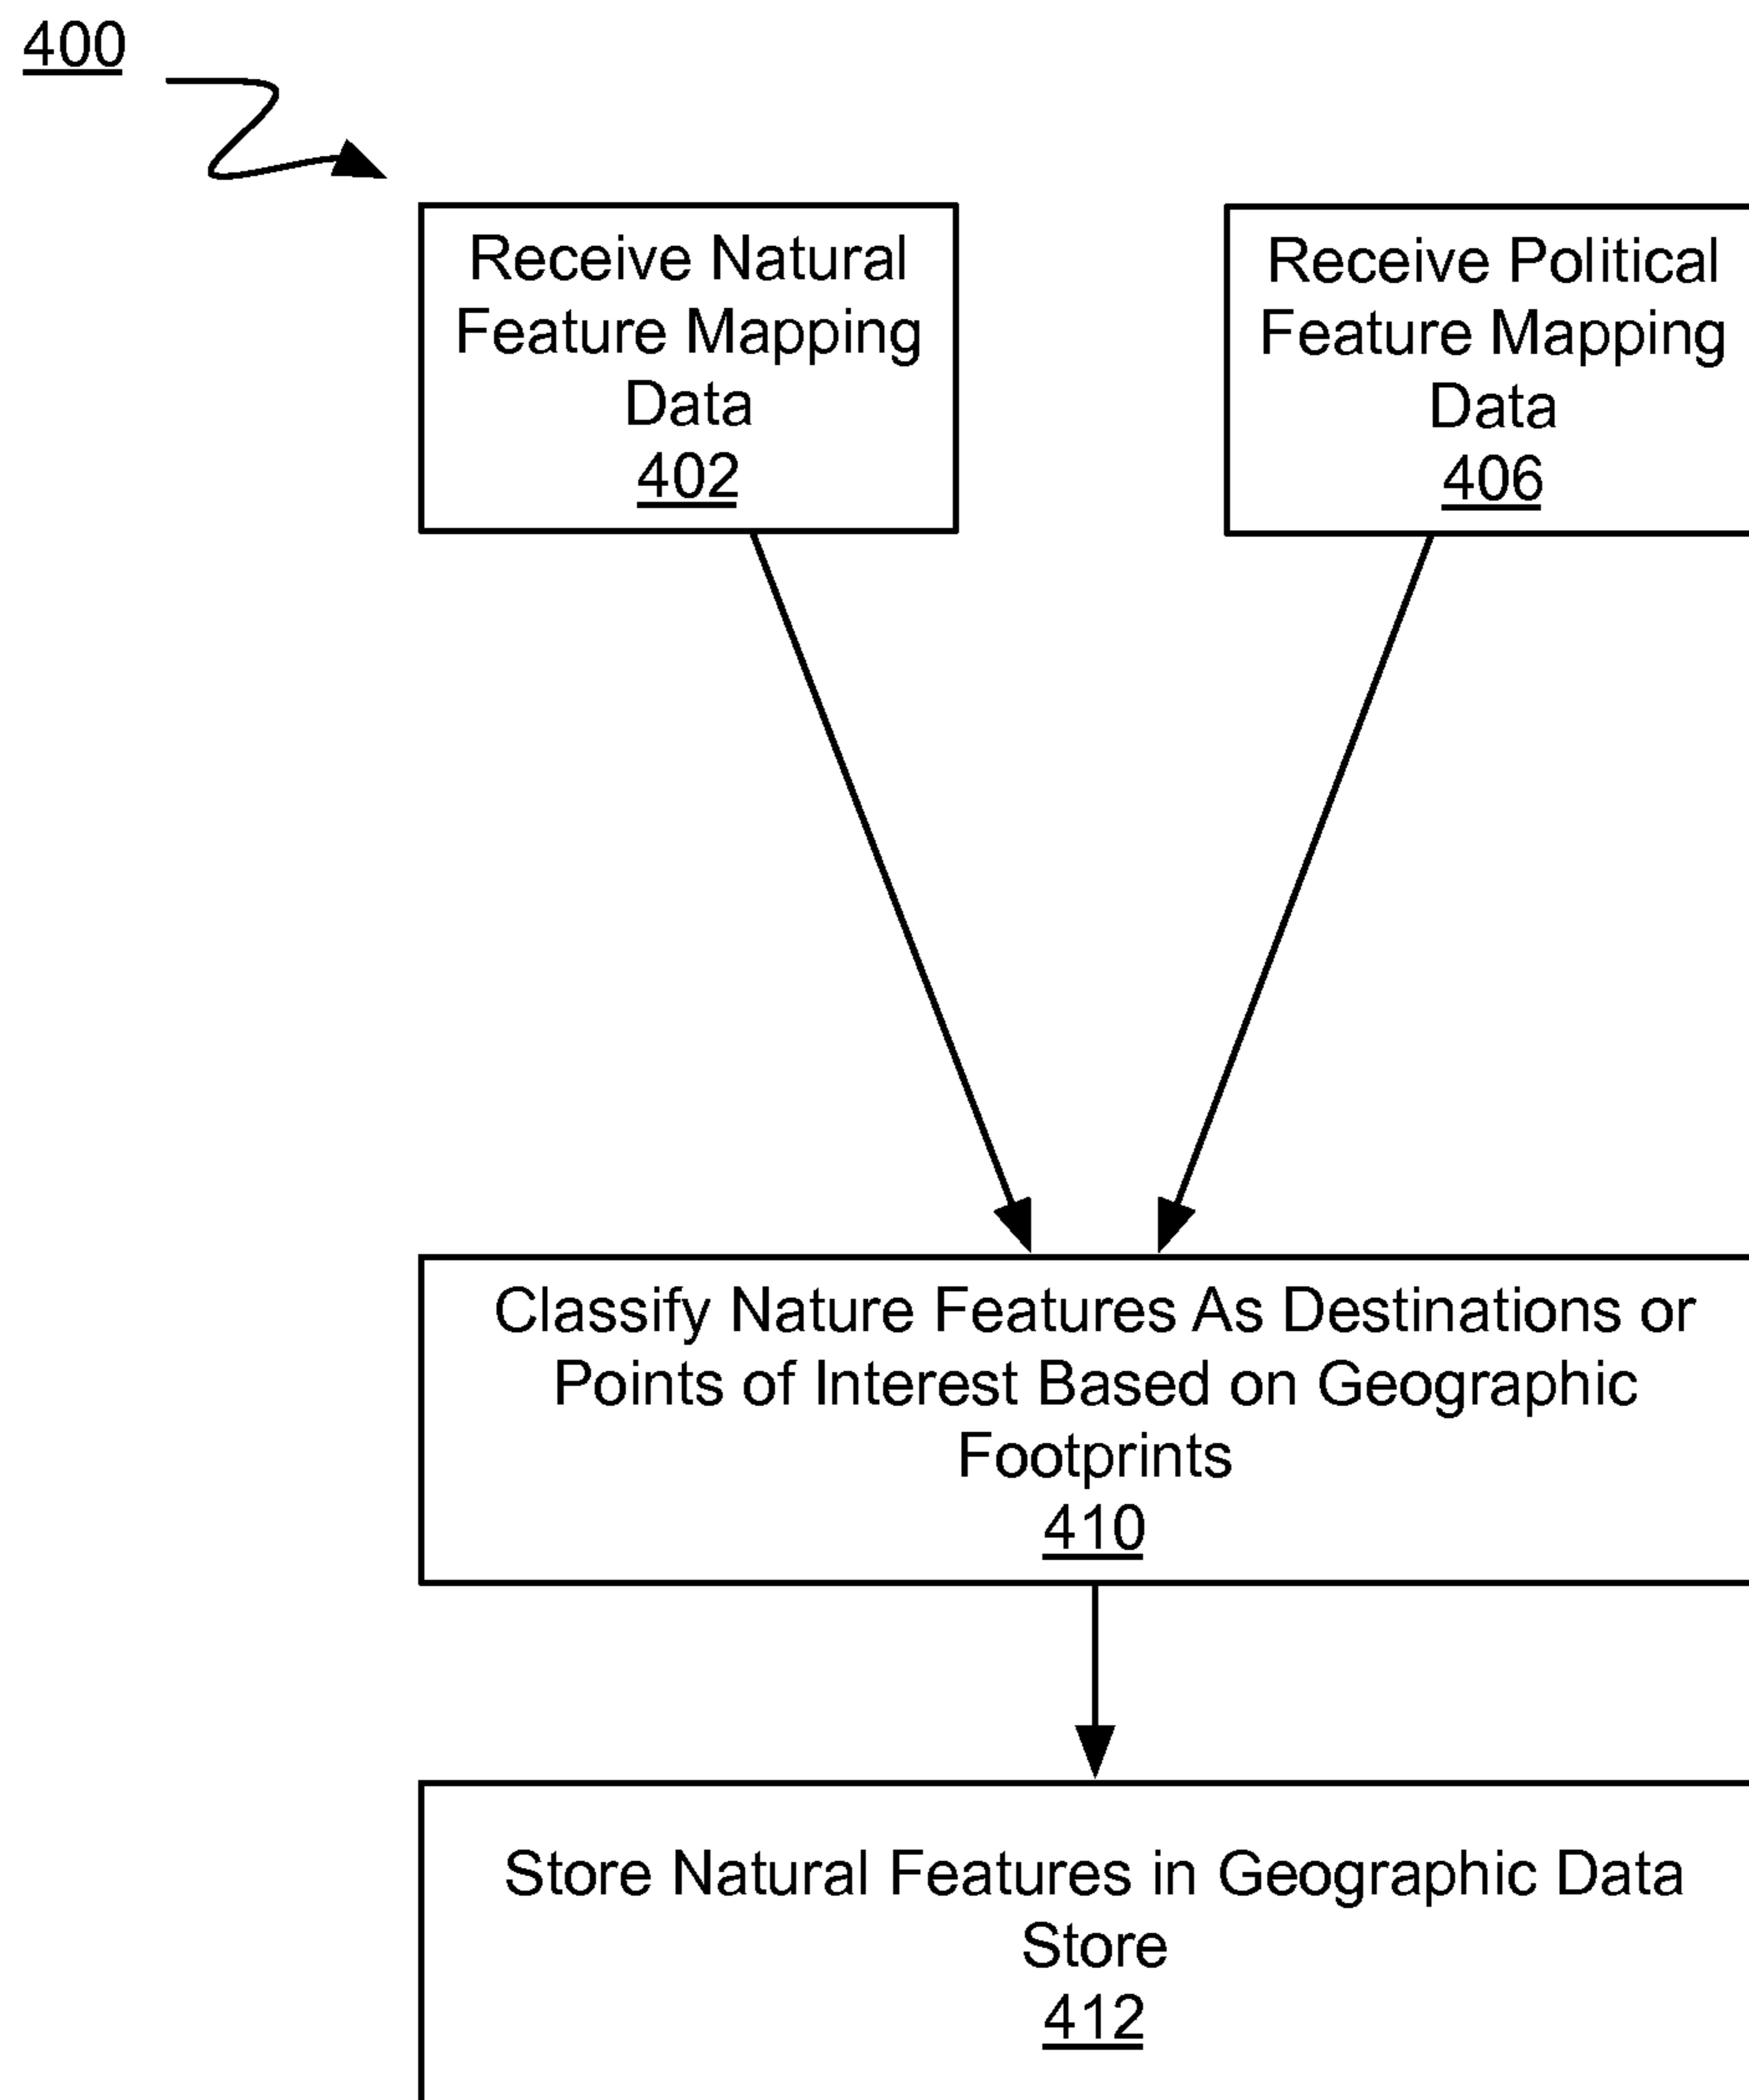 400
Receive Natural
Feature Mapping
Data
402
Receive Political
Feature Mapping
Data
406
Classify Nature Features As Destinations or
Points of Interest Based on Geographic
Footprints
410
Store Natural Features in Geographic Data
Store
412